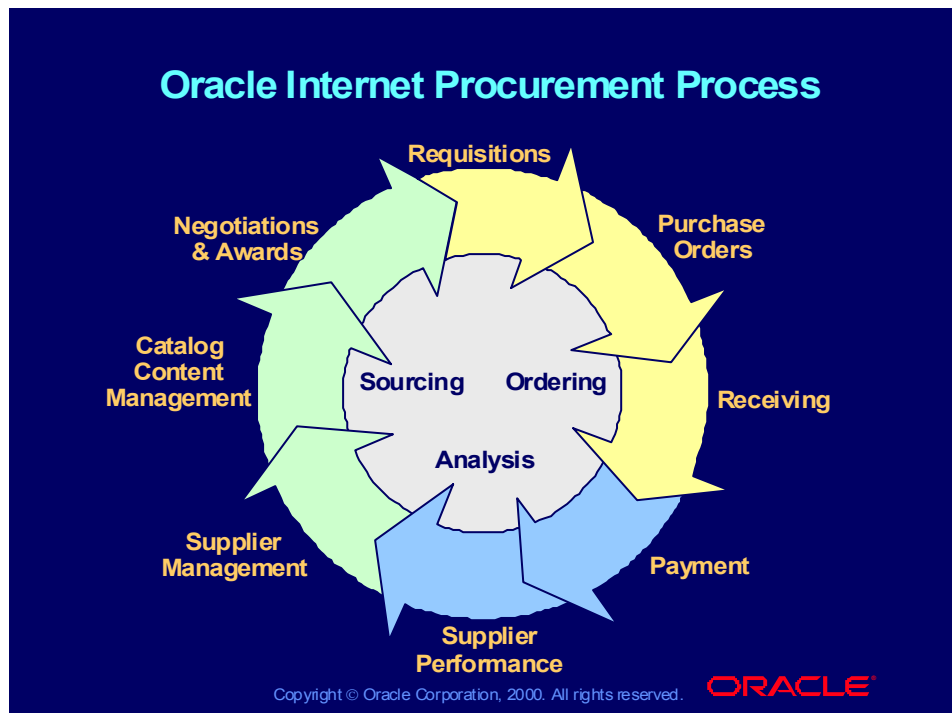 Oracle Internet Procurement Process
Requisitions
Negotiations
& Awards
Purchase
Orders
Catalog
Content
Management
Sourcing
Ordering
Receiving
Analysis
Supplier
Management
Payment
Supplier
Performance
Copyright © Oracle Corporation, 2000. All rights reserved.
ORACLE®